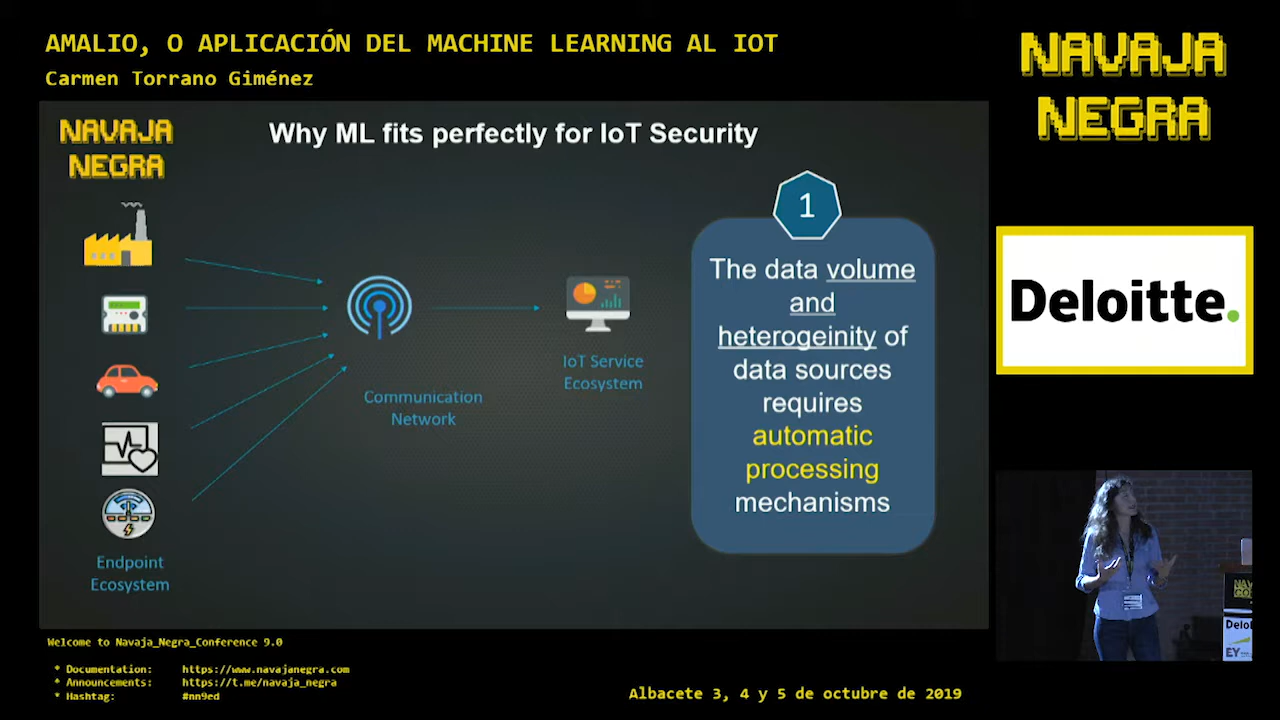 AMALIO, O APLICACIÓN DEL MACHINE LEARNING AL IOT
Carmen Torrano Giménez
NAVAJA
NEGRA
NAVAJA
NEGRA
Why ML fits perfectly for IoT Security
1
The data volume
and
heterogeinity of
data sources
requires
automatic
processing
mechanisms
IoT Service
Ecosystem
Communication
Network
Endpoint
Ecosystem
Deloitte.
EY
Welcome to Navaja_Negra_Conference 9.0
* Documentation: https://www.navajanegra.com
* Announcements: https://t.me/navaja_negra
* Hashtag: #nn9ed
Albacete 3, 4 y 5 de octubre de 2019